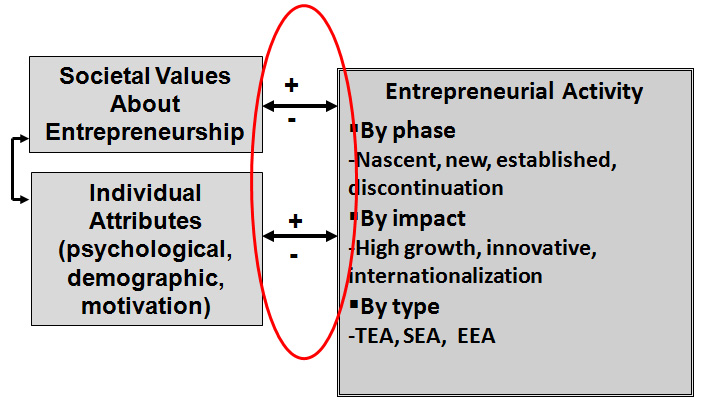 Societal Values
About
Entrepreneurship
+
-
Individual
Attributes
(psychological,
demographic,
motivation)
+
-
Entrepreneurial Activity
▪By phase
-Nascent, new, established,
discontinuation
▪By impact
-High growth, innovative,
internationalization
▪By type
-TEA, SEA, EEA